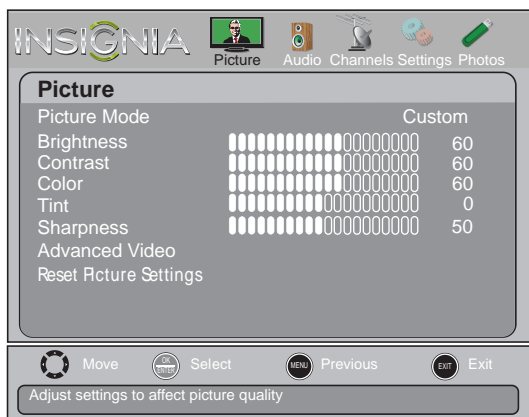 INSIGNIA
Picture Audio Channels Settings Photos
Picture
Picture Mode Custom
Brightness 60
Contrast 60
Color 60
Tint 0
Sharpness 50
Advanced Video
Reset Picture Settings
Move OK ENTER Select MENU Previous EXIT Exit
Adjust settings to affect picture quality